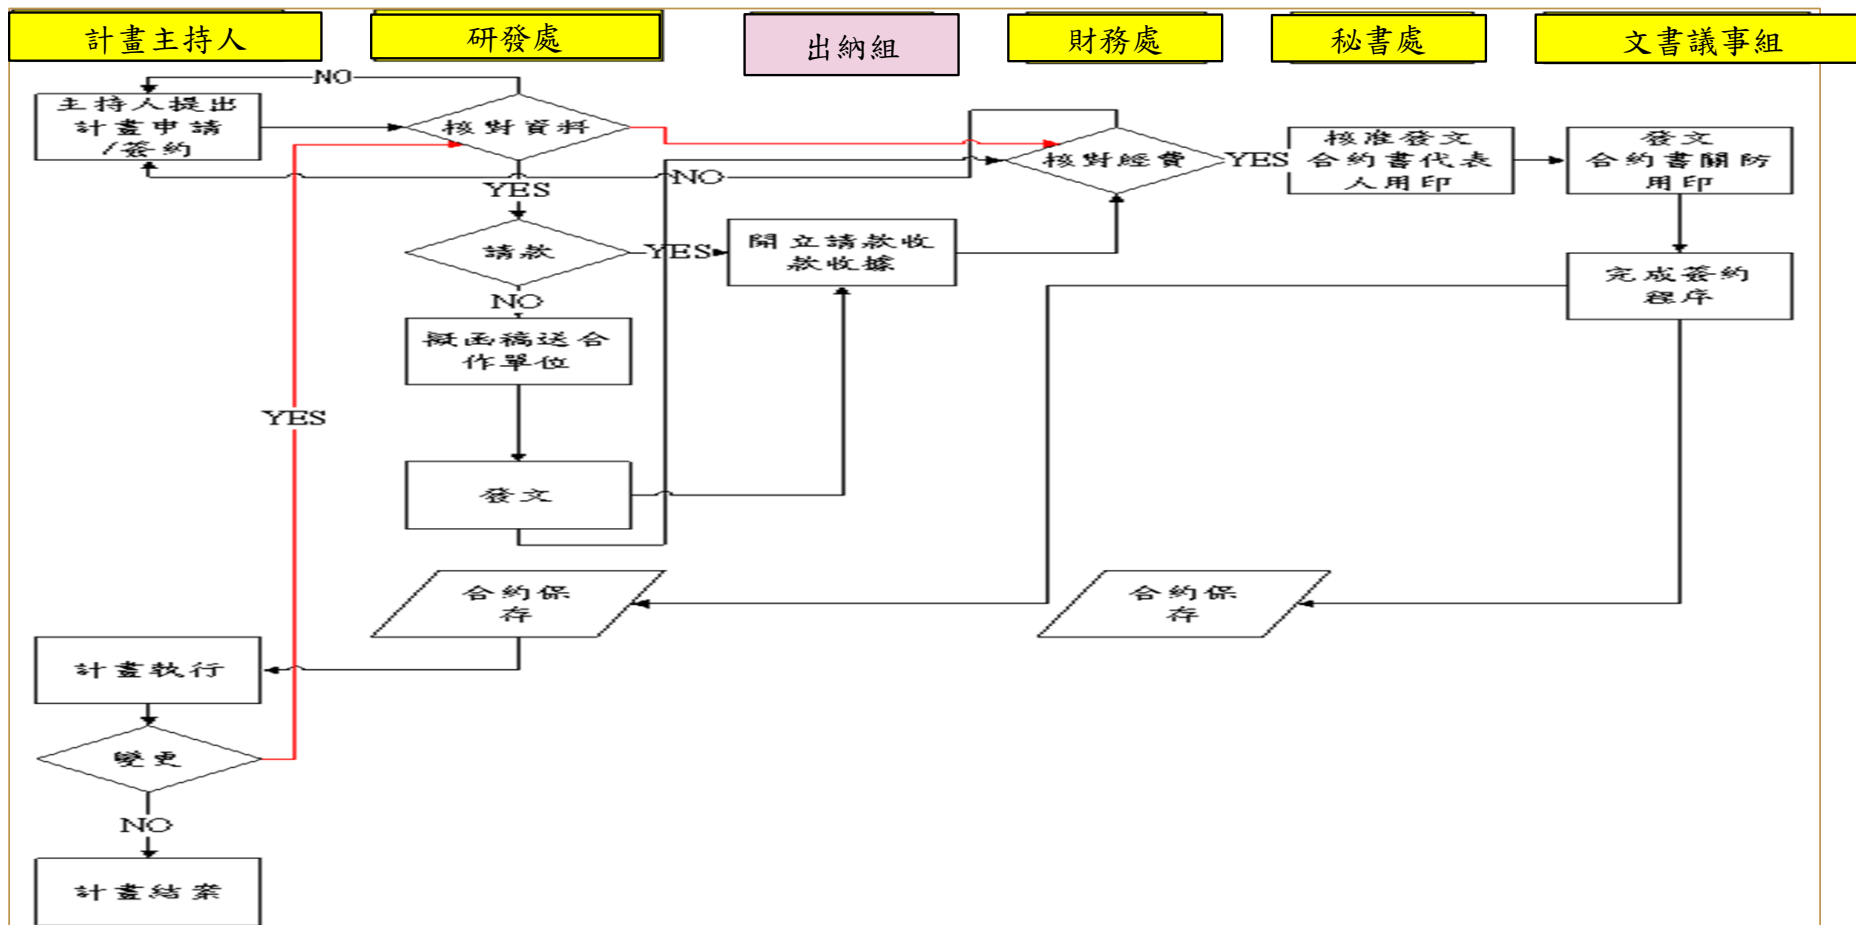 計畫主持人
研發處
出納組
財務處
秘書處
文書議事組
NO
主持人提出
計畫申請
/簽約
核對資料
核對經費
YES
核准發文
合約書代表
人用印
發文
合約書關防
用印
NO
YES
請款
YES
開立請款收
款收據
完成簽約
程序
NO
擬函稿送合
作單位
YES
發文
合約保
存
合約保
存
計畫執行
變更
NO
計畫結案